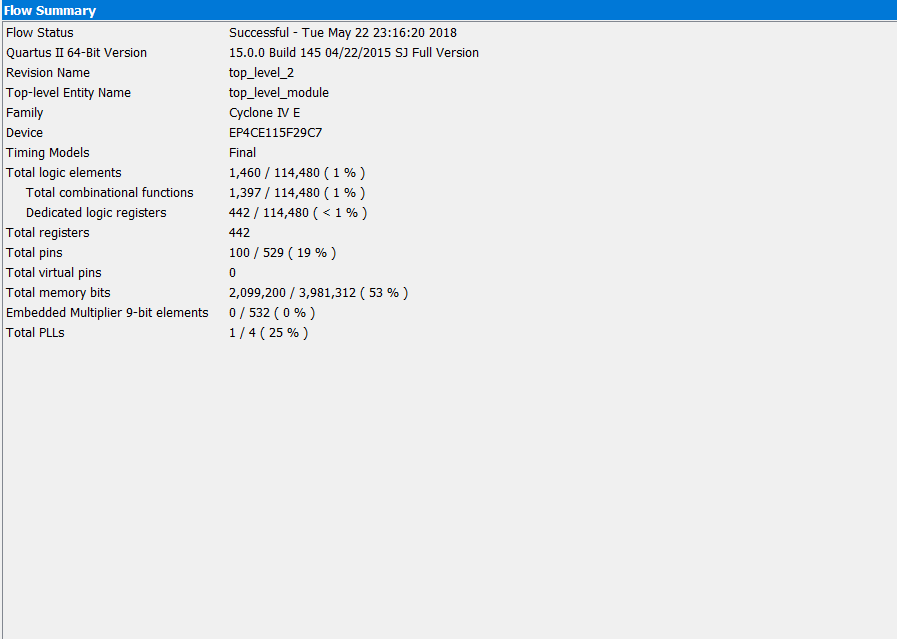 Flow Summary
Flow Status Successful - Tue May 22 23:16:20 2018
Quartus II 64-Bit Version 15.0.0 Build 145 04/22/2015 SJ Full Version
Revision Name top_level_2
Top-level Entity Name top_level_module
Family Cyclone IV E
Device EP4CE115F29C7
Timing Models Final
Total logic elements 1,460 / 114,480 ( 1 % )
Total combinational functions 1,397 / 114,480 ( 1 % )
Dedicated logic registers 442 / 114,480 ( < 1 % )
Total registers 442
Total pins 100 / 529 ( 19 % )
Total virtual pins 0
Total memory bits 2,099,200 / 3,981,312 ( 53 % )
Embedded Multiplier 9-bit elements 0 / 532 ( 0 % )
Total PLLs 1 / 4 ( 25 % )